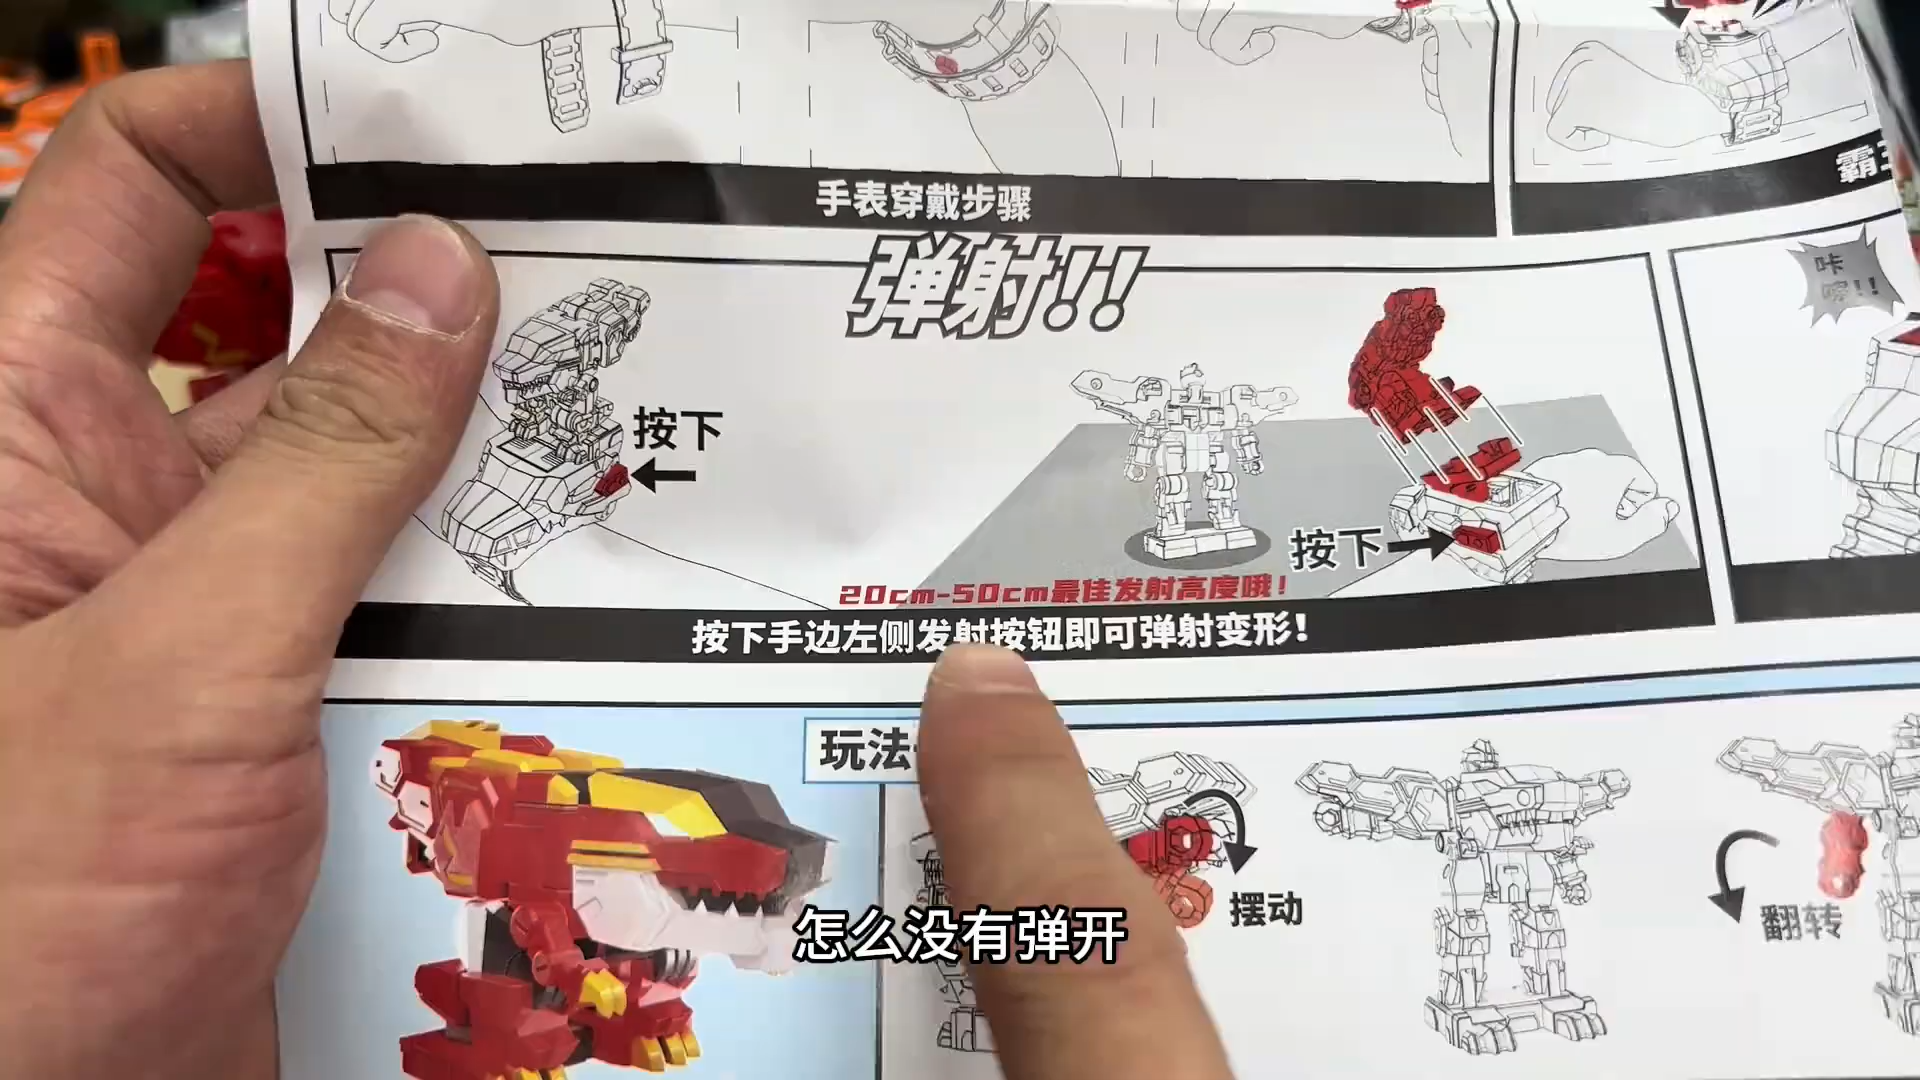 手表穿戴步骤
霸
弹射!!
咔
嚓!!
按下
按下
20cm-50cm最佳发射高度哦!
按下手边左侧发射按钮即可弹射变形!
玩法
摆动
翻转
怎么没有弹开